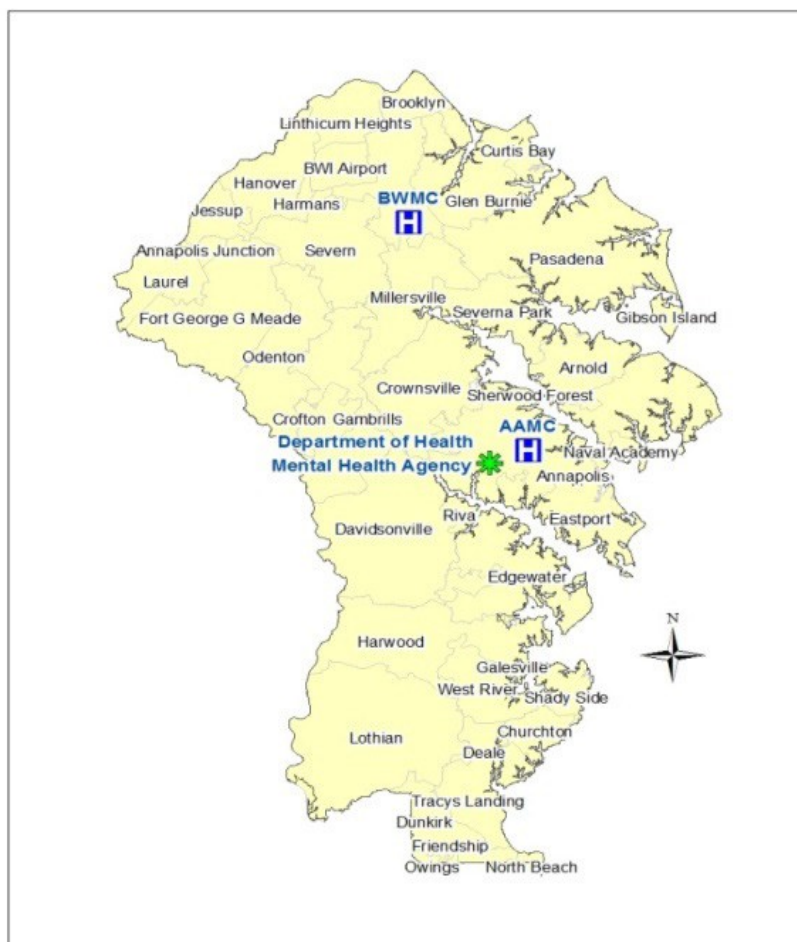 Brooklyn
Linthicum Heights
Curtis Bay
BWI Airport
Hanover
BWMC
Glen Burnie
Harmans
Jessup
H
Annapolis Junction
Severn
Pasadena
Laurel
Millersville
Severna Park
Gibson Island
Fort George G Meade
Odenton
Arnold
Crownsville
Sherwood Forest
Crofton
Gambrills
AAMC
Department of Health
H
Naval Academy
Mental Health Agency
Annapolis
Riva
Eastport
Davidsonville
Edgewater
N
Harwood
Galesville
West River
Shady Side
Churchton
Lothian
Deale
Tracys Landing
Dunkirk
Friendship
Owings
North Beach